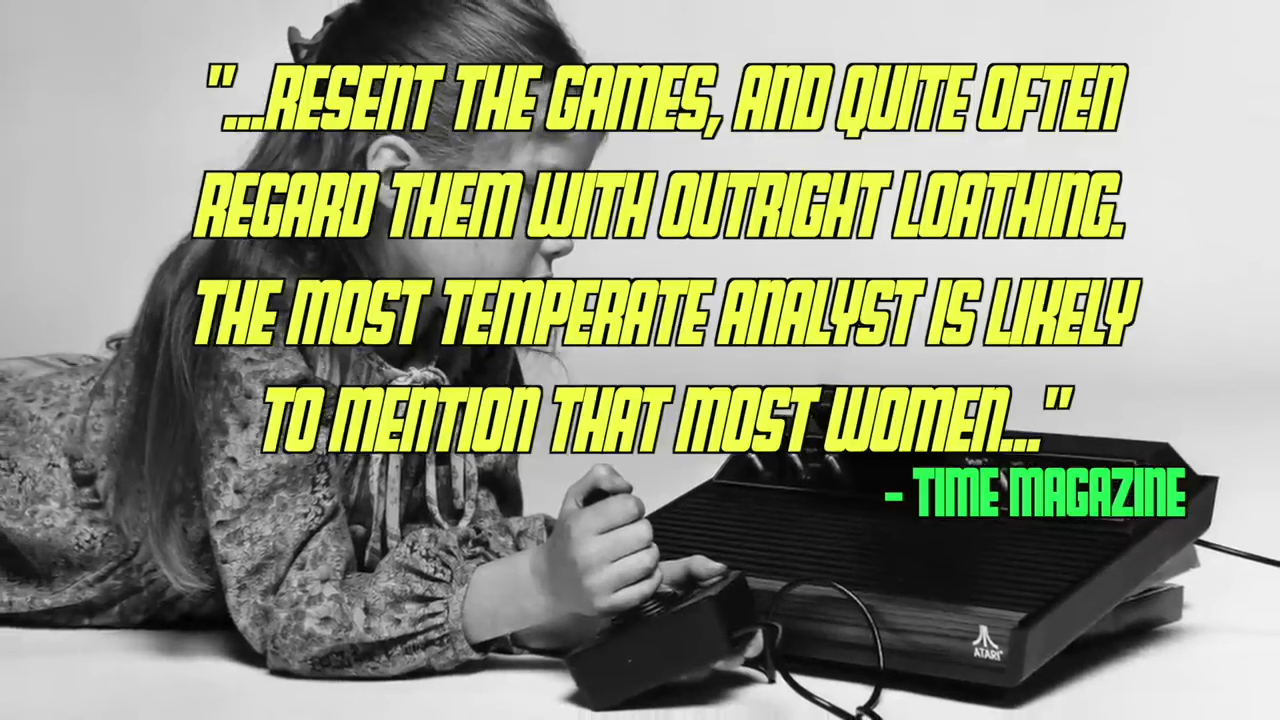 "...RESENT THE GAMES, AND QUITE OFTEN
REGARD THEM WITH OUTRIGHT LOATHING.
THE MOST TEMPERATE ANALYST IS LIKELY
TO MENTION THAT MOST WOMEN..."
- TIME MAGAZINE
ATARI